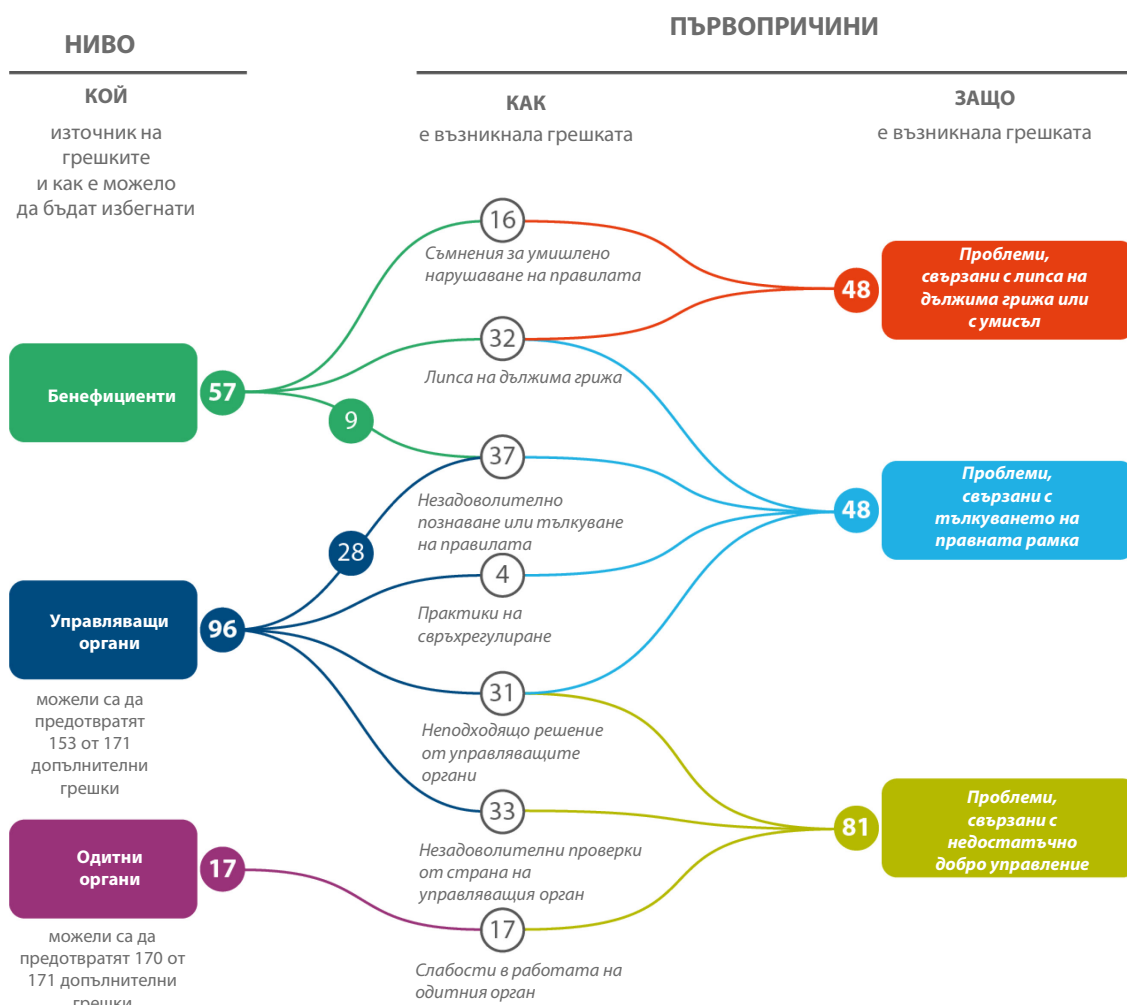 НИВО
ПЪРВОПРИЧИНИ
КОЙ
източник на
грешките
и как е можело
да бъдат избегнати
КАК
е възникнала грешката
ЗАЩО
е възникнала грешката
16
Съмнения за умишлено
нарушаване на правилата
48
Проблеми,
свързани с липса на
дължима грижа или
с умисъл
32
Липса на дължима грижа
Бенефициенти
57
9
37
Незадоволително
познаване или тълкуване
на правилата
48
Проблеми,
свързани с
тълкуването на
правната рамка
28
4
Практики на
свръхрегулиране
Управляващи
органи
96
можели са да
предотвратят
153 от 171
допълнителни
грешки
31
Неподходящо решение
от управляващите
органи
33
Незадоволителни проверки
от страна на
управляващия орган
81
Проблеми,
свързани с
недостатъчно
добро управление
Одитни
органи
17
можели са да
предотвратят 170 от
171 допълнителни
грешки
17
Слабости в работата на
одитния орган